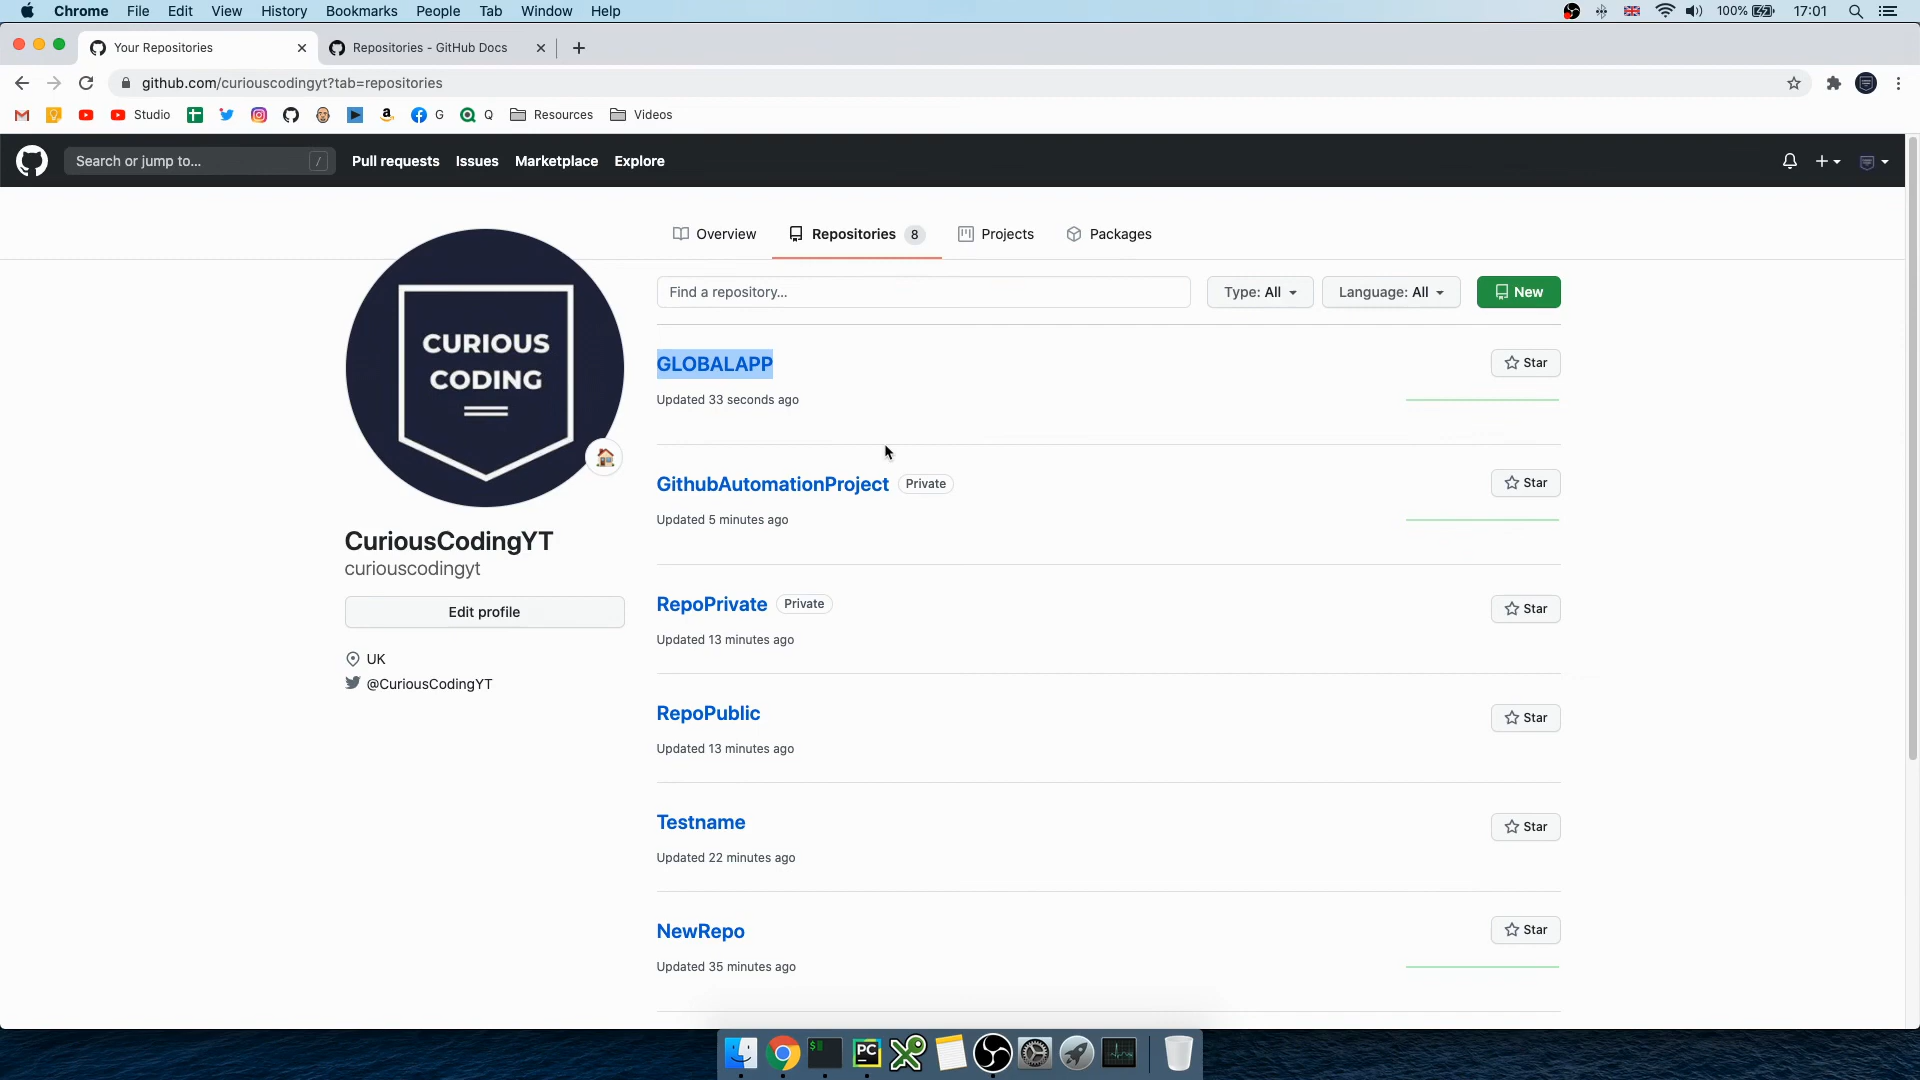 Chrome File Edit View History Bookmarks People Tab Window Help 100% 17:01
Your Repositories Repositories - GitHub Docs
github.com/curiouscodingyt?tab=repositories
Studio G Q Resources Videos
Search or jump to... / Pull requests Issues Marketplace Explore
Overview Repositories 8 Projects Packages
Find a repository... Type: All Language: All New
CURIOUS
CODING
GLOBALAPP Star
Updated 33 seconds ago
GithubAutomationProject Private Star
Updated 5 minutes ago
CuriousCodingYT
curiouscodingyt
Edit profile
UK
@CuriousCodingYT
RepoPrivate Private Star
Updated 13 minutes ago
RepoPublic Star
Updated 13 minutes ago
Testname Star
Updated 22 minutes ago
NewRepo Star
Updated 35 minutes ago
$ PC